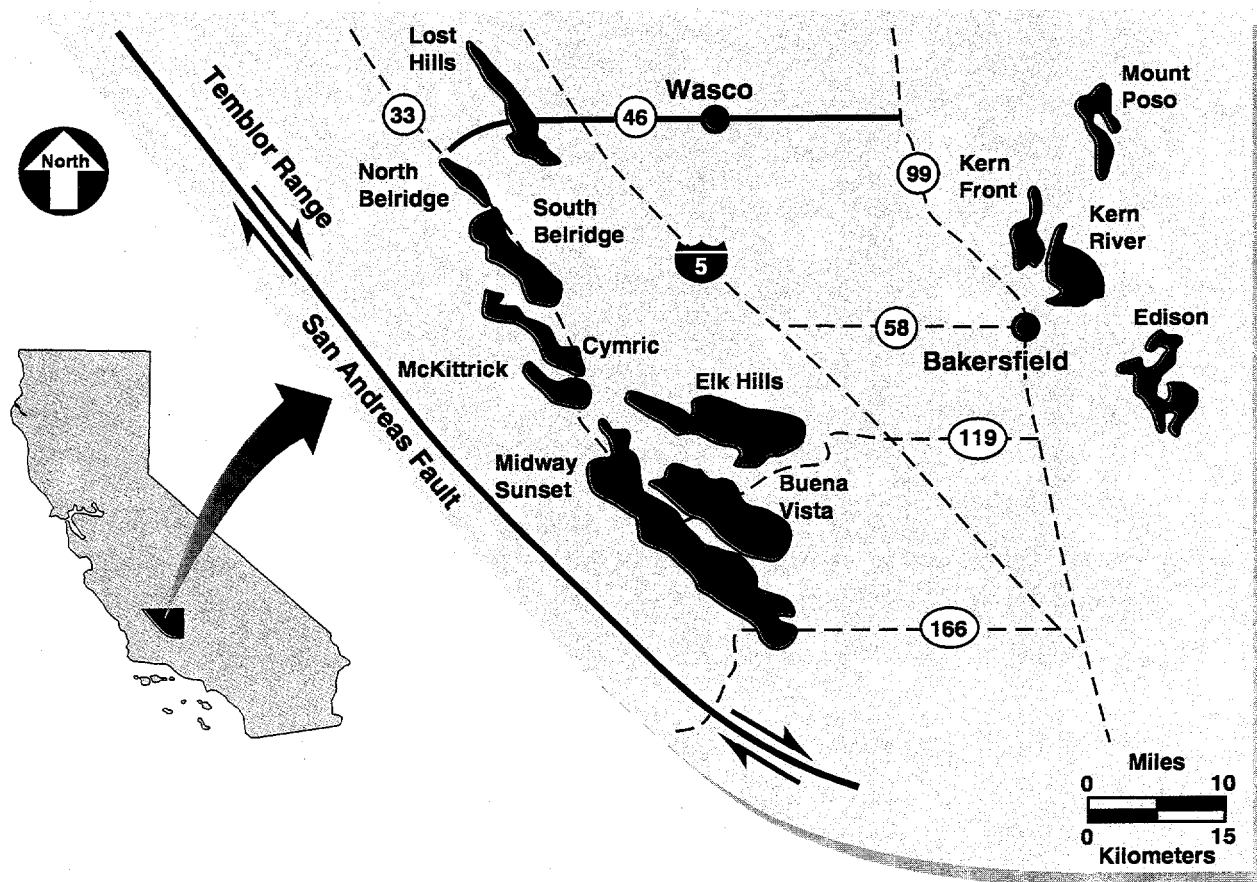 Lost
Hills
Mount
Poso
Wasco
33
46
Temblor Range
North
North
Belridge
Kern
Front
99
South
Belridge
Kern
River
5
58
Edison
San Andreas Fault
Cymric
Bakersfield
McKittrick
Elk Hills
119
Midway
Sunset
Buena
Vista
166
Miles
0 10
0 15
Kilometers